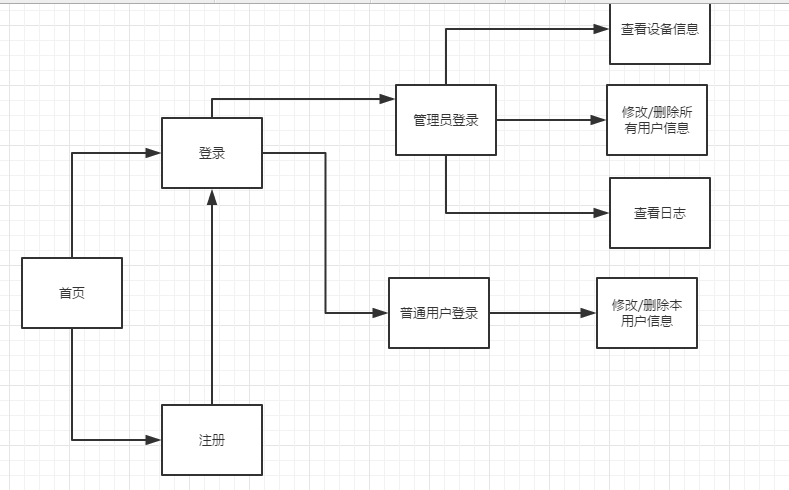 查看设备信息
管理员登录
修改/删除所
有用户信息
登录
查看日志
首页
普通用户登录
修改/删除本
用户信息
注册